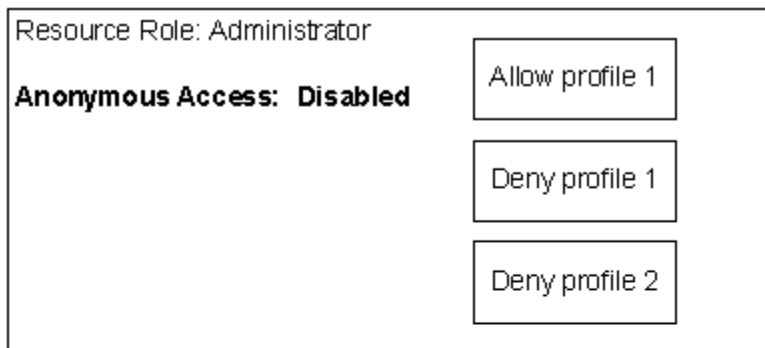 Resource Role: Administrator
Anonymous Access: Disabled
Allow profile 1
Deny profile 1
Deny profile 2